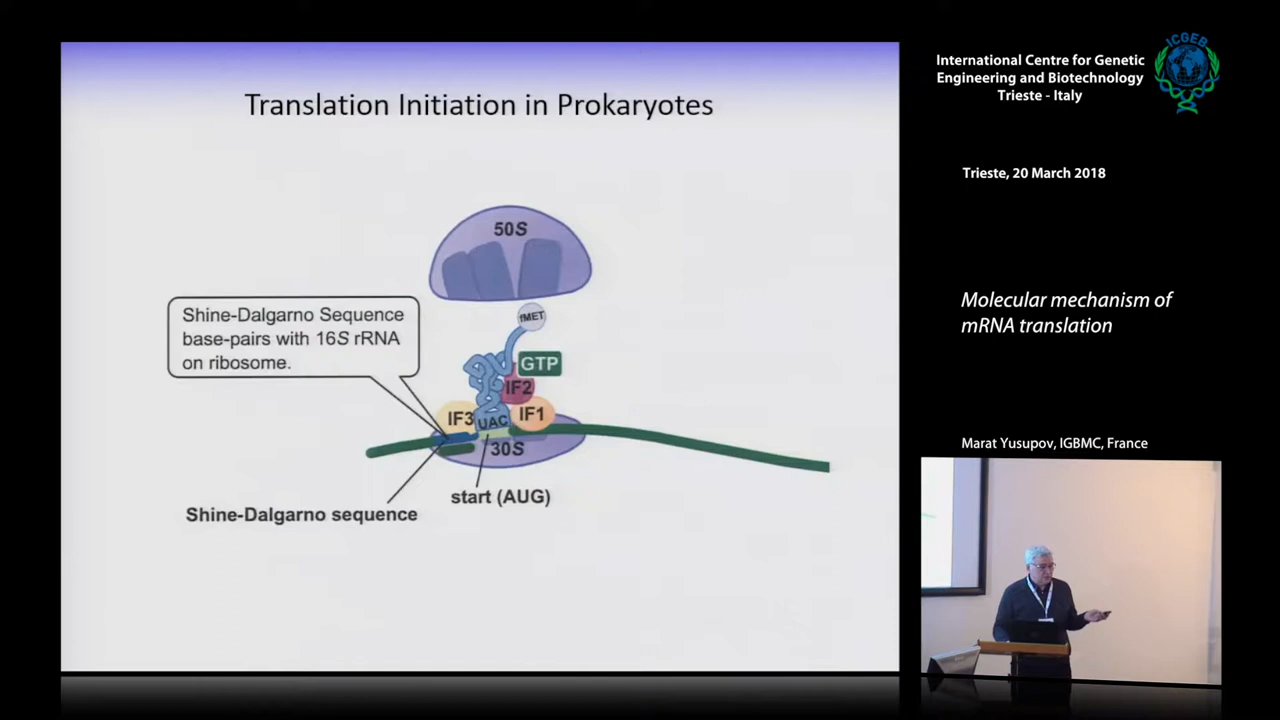 Translation Initiation in Prokaryotes
50S
fMET
Shine-Dalgarno Sequence
base-pairs with 16S rRNA
on ribosome.
GTP
IF2
IF3
UAC
IF1
30S
start (AUG)
Shine-Dalgarno sequence
International Centre for Genetic
Engineering and Biotechnology
Trieste - Italy
ICGEB
Trieste, 20 March 2018
Molecular mechanism of
mRNA translation
Marat Yusupov, IGBMC, France